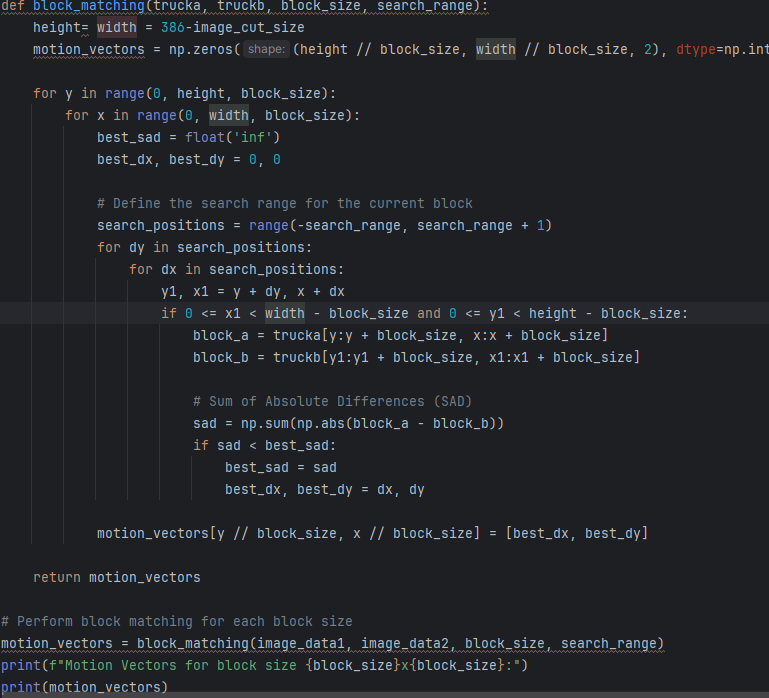 def block_matching(trucka, truckb, block_size, search_range):
    height= width = 386-image_cut_size
    motion_vectors = np.zeros( shape: (height // block_size, width // block_size, 2), dtype=np.int
    for y in range(0, height, block_size):
        for x in range(0, width, block_size):
            best_sad = float('inf')
            best_dx, best_dy = 0, 0
            # Define the search range for the current block
            search_positions = range(-search_range, search_range + 1)
            for dy in search_positions:
                for dx in search_positions:
                    y1, x1 = y + dy, x + dx
                    if 0 <= x1 < width - block_size and 0 <= y1 < height - block_size:
                        block_a = trucka[y:y + block_size, x:x + block_size]
                        block_b = truckb[y1:y1 + block_size, x1:x1 + block_size]
                        # Sum of Absolute Differences (SAD)
                        sad = np.sum(np.abs(block_a - block_b))
                        if sad < best_sad:
                            best_sad = sad
                            best_dx, best_dy = dx, dy
            motion_vectors[y // block_size, x // block_size] = [best_dx, best_dy]
    return motion_vectors
# Perform block matching for each block size
motion_vectors = block_matching(image_data1, image_data2, block_size, search_range)
print(f"Motion Vectors for block size {block_size}x{block_size}:")
print(motion_vectors)